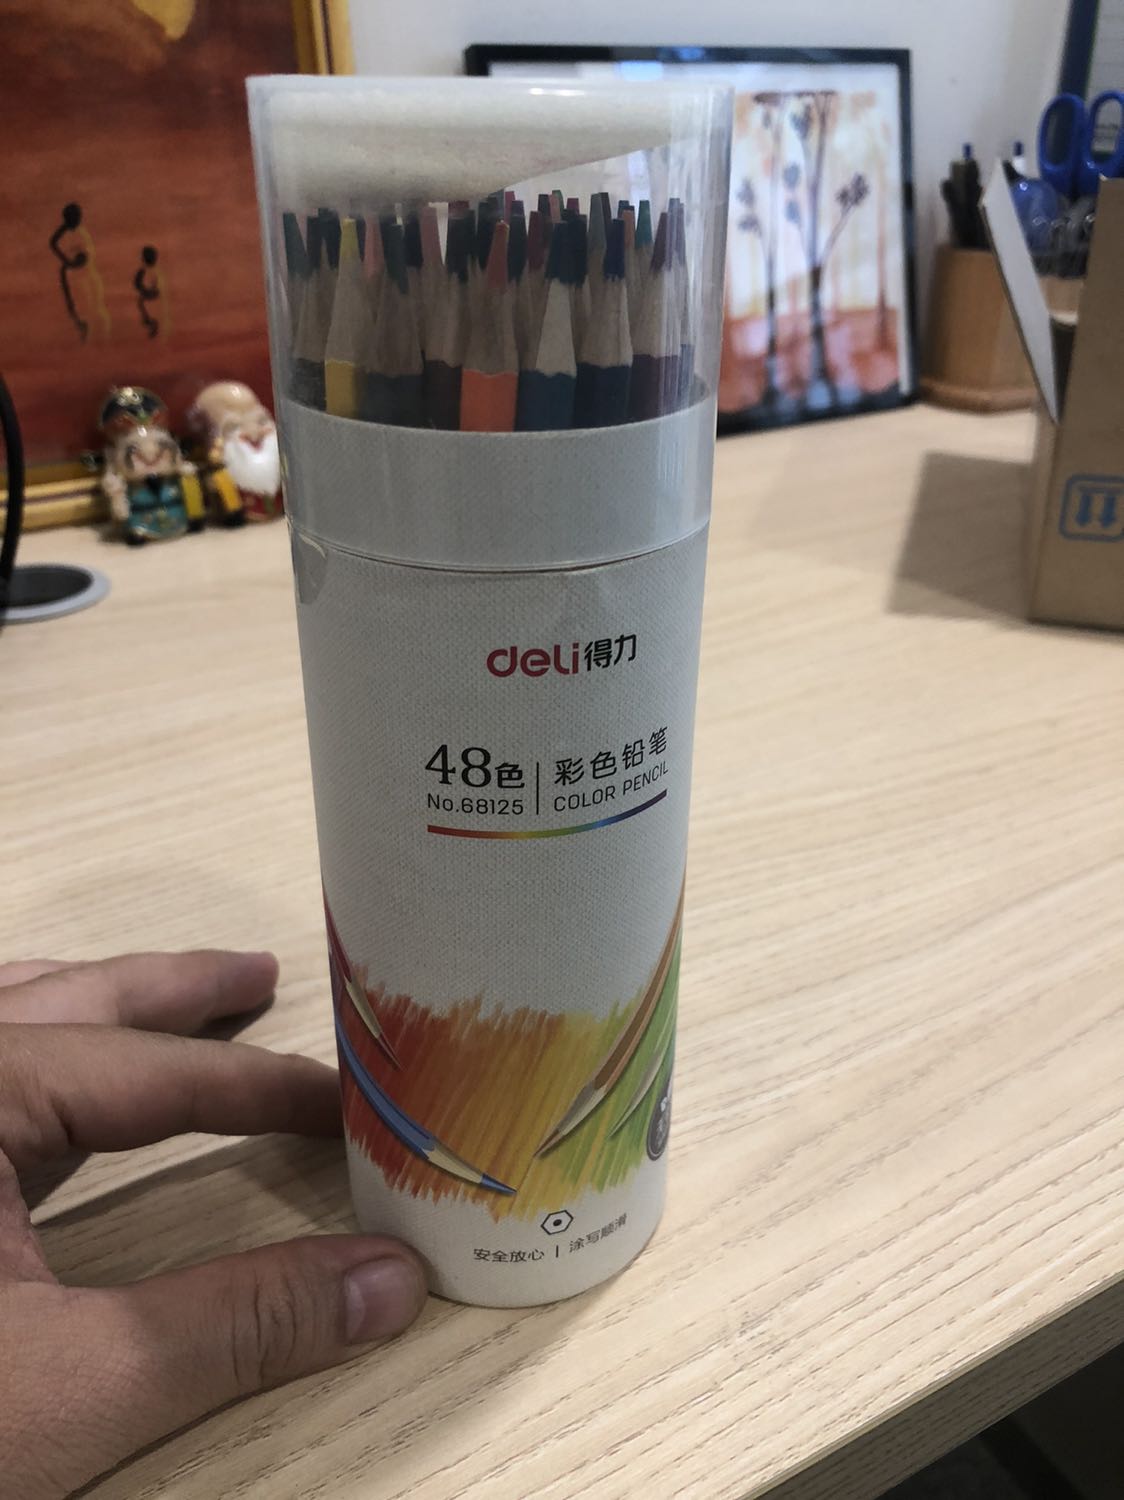 deli得力
48色 | 彩色铅笔
No.68125 | COLOR PENCIL
安全放心 | 涂写顺滑